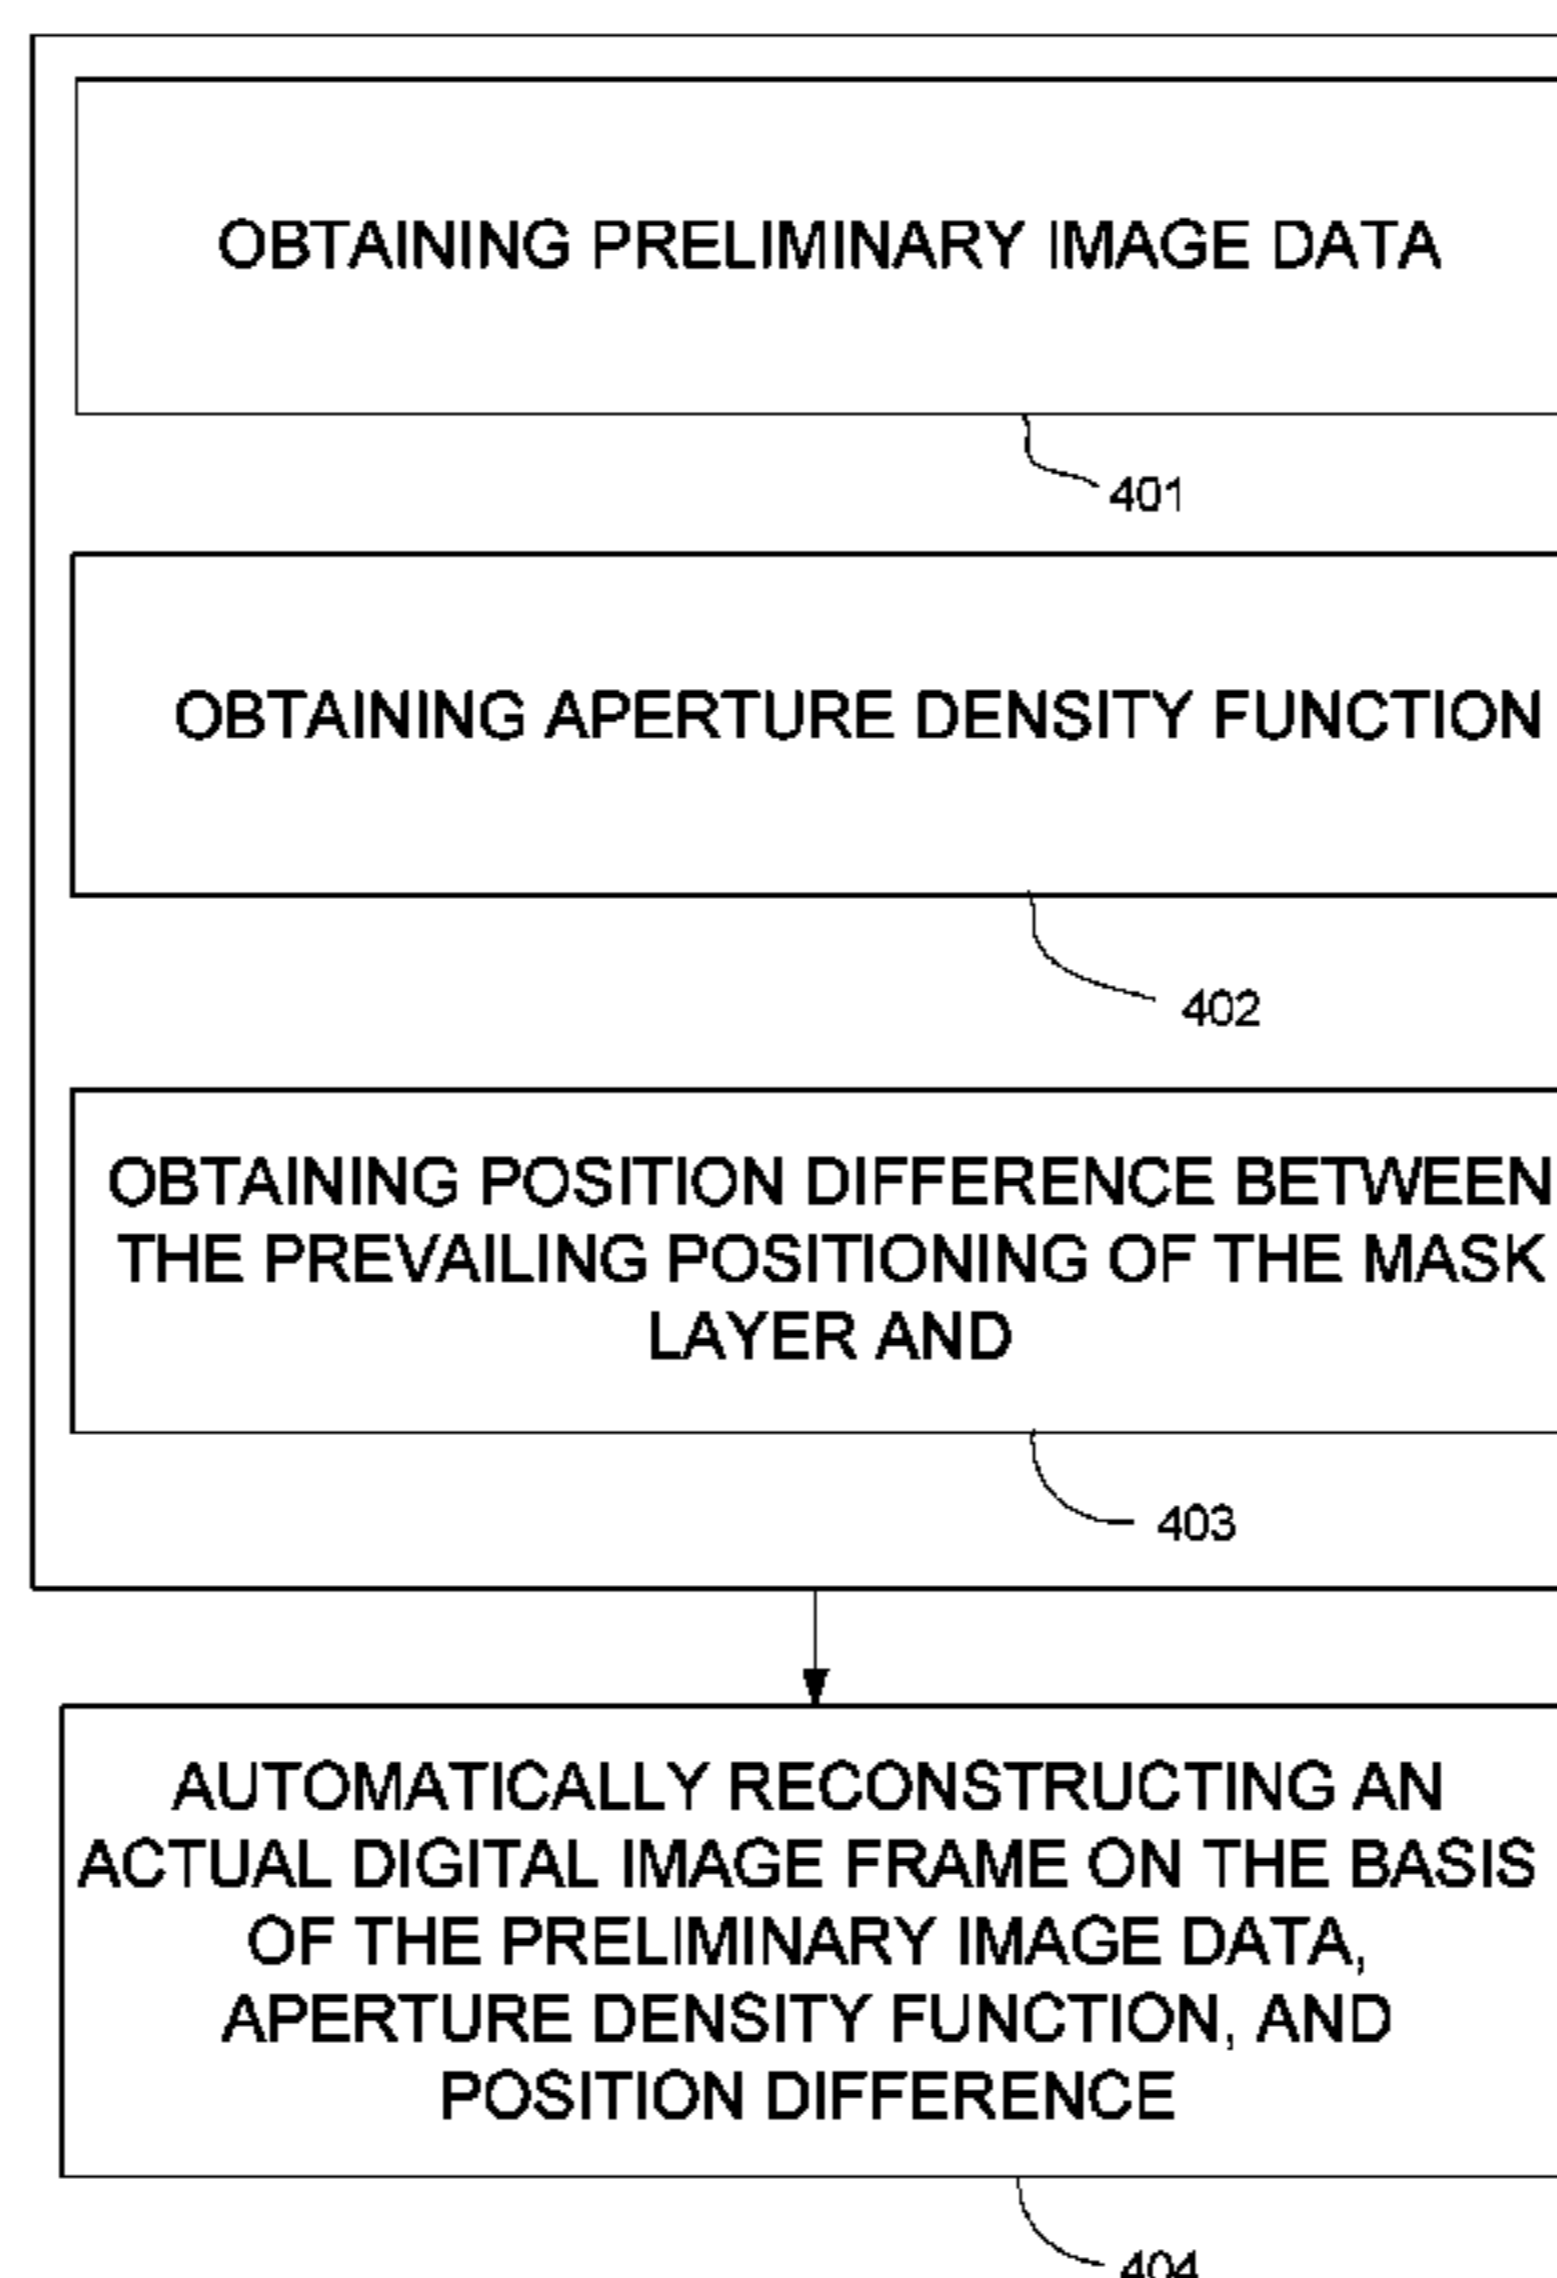 OBTAINING PRELIMINARY IMAGE DATA
401
OBTAINING APERTURE DENSITY FUNCTION
402
OBTAINING POSITION DIFFERENCE BETWEEN
THE PREVAILING POSITIONING OF THE MASK
LAYER AND
403
AUTOMATICALLY RECONSTRUCTING AN
ACTUAL DIGITAL IMAGE FRAME ON THE BASIS
OF THE PRELIMINARY IMAGE DATA,
APERTURE DENSITY FUNCTION, AND
POSITION DIFFERENCE
404